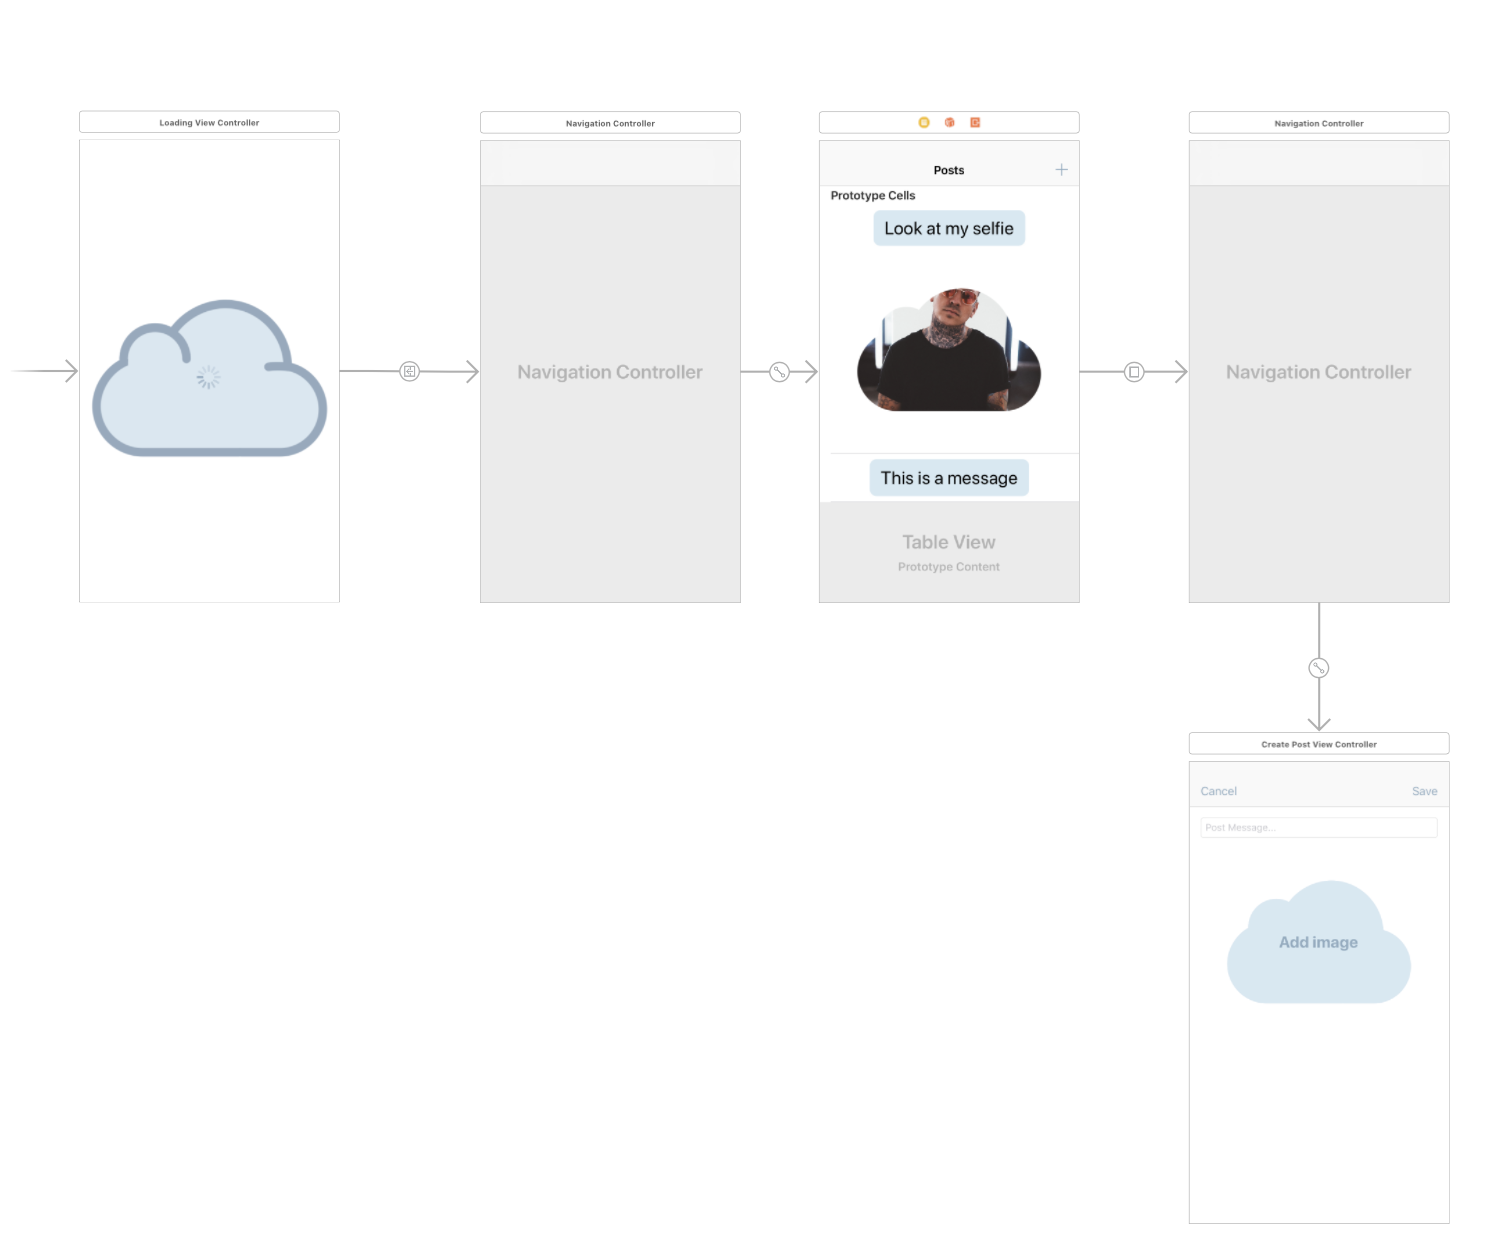 Loading View Controller
Navigation Controller
Navigation Controller
Posts
Prototype Cells
Look at my selfie
Navigation Controller
Navigation Controller
This is a message
Table View
Prototype Content
Create Post View Controller
Cancel
Save
Post Message...
Add image